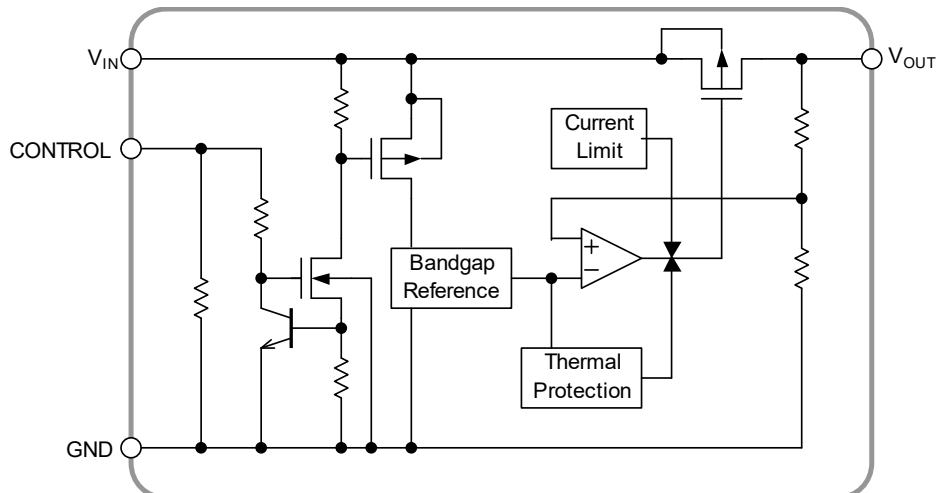 VIN
VOUT
CONTROL
Current
Limit
+
−
Bandgap
Reference
Thermal
Protection
GND